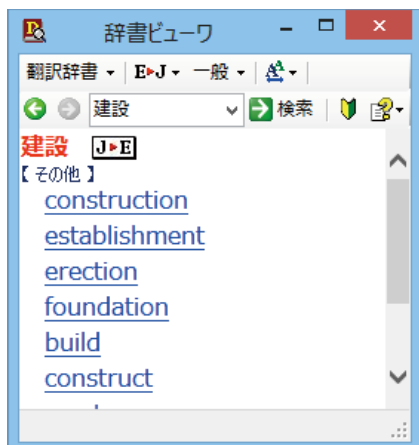 辞書ビューワ
翻訳辞書 E▸J 一般
建設 検索
建設 J▸E
【 その他 】
construction
establishment
erection
foundation
build
construct